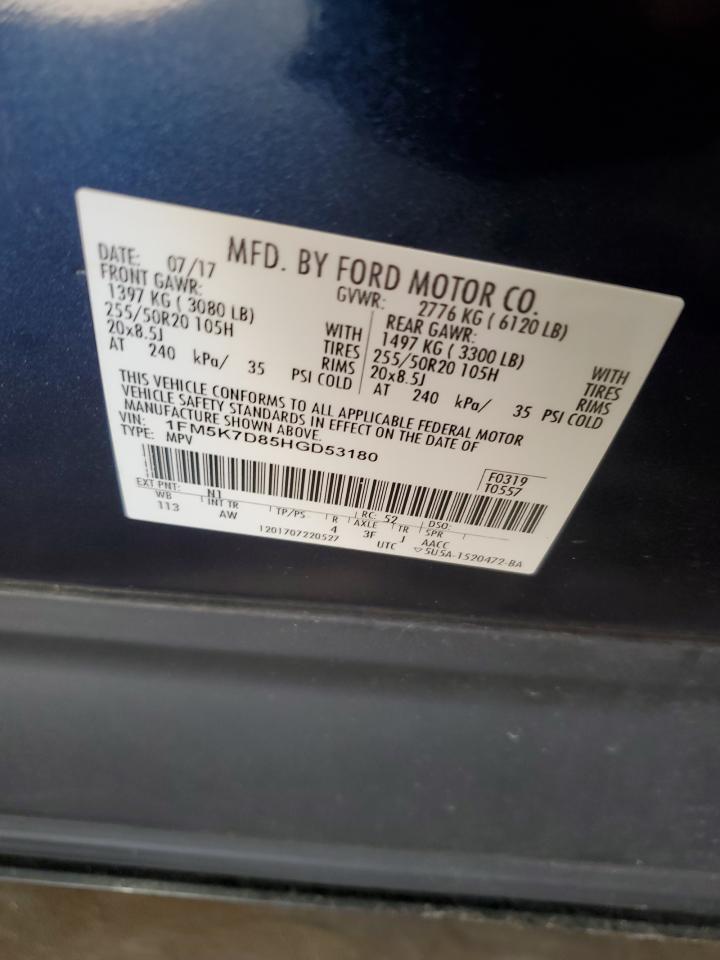 MFD. BY FORD MOTOR CO.
DATE: 07/17
GVWR: 2776 KG ( 6120 LB)
FRONT GAWR:
1397 KG ( 3080 LB) WITH
255/50R20 105H TIRES
20x8.5J RIMS
AT 240 kPa/ 35 PSI COLD
REAR GAWR:
1497 KG ( 3300 LB) WITH
255/50R20 105H TIRES
20x8.5J RIMS
AT 240 kPa/ 35 PSI COLD
THIS VEHICLE CONFORMS TO ALL APPLICABLE FEDERAL MOTOR
VEHICLE SAFETY STANDARDS IN EFFECT ON THE DATE OF
MANUFACTURE SHOWN ABOVE.
VIN: 1FM5K7D85HGD53180
TYPE: MPV
F0319
T0557
EXT PNT: N1 RC: 52 DSO:
WB INT TR TP/PS R AXLE TR SPR
113 AW 4 3F J AACC
1201707220527 UTC 5U5A-1520472-BA